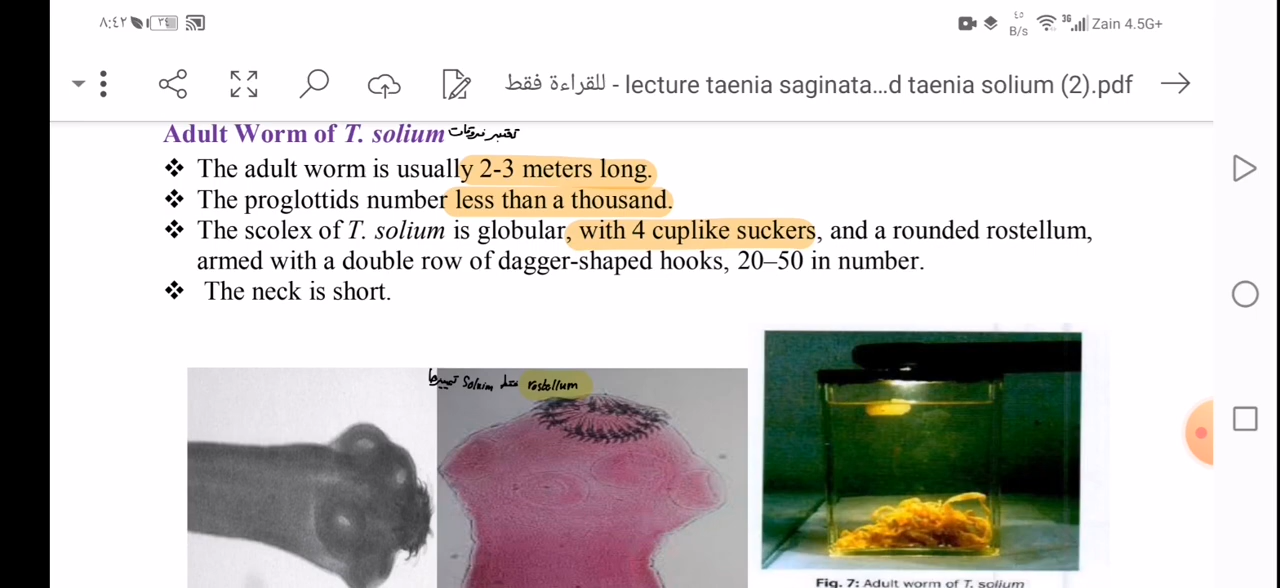 ٨:٤٢ ٣٤ ٤٥ B/s 3G Zain 4.5G+
lecture taenia saginata...d taenia solium (2).pdf - للقراءة فقط
Adult Worm of T. solium
❖ The adult worm is usually 2-3 meters long.
❖ The proglottids number less than a thousand.
❖ The scolex of T. solium is globular, with 4 cuplike suckers, and a rounded rostellum,
armed with a double row of dagger-shaped hooks, 20–50 in number.
❖ The neck is short.
rostellum Solium
Fig. 7: Adult worm of T. solium